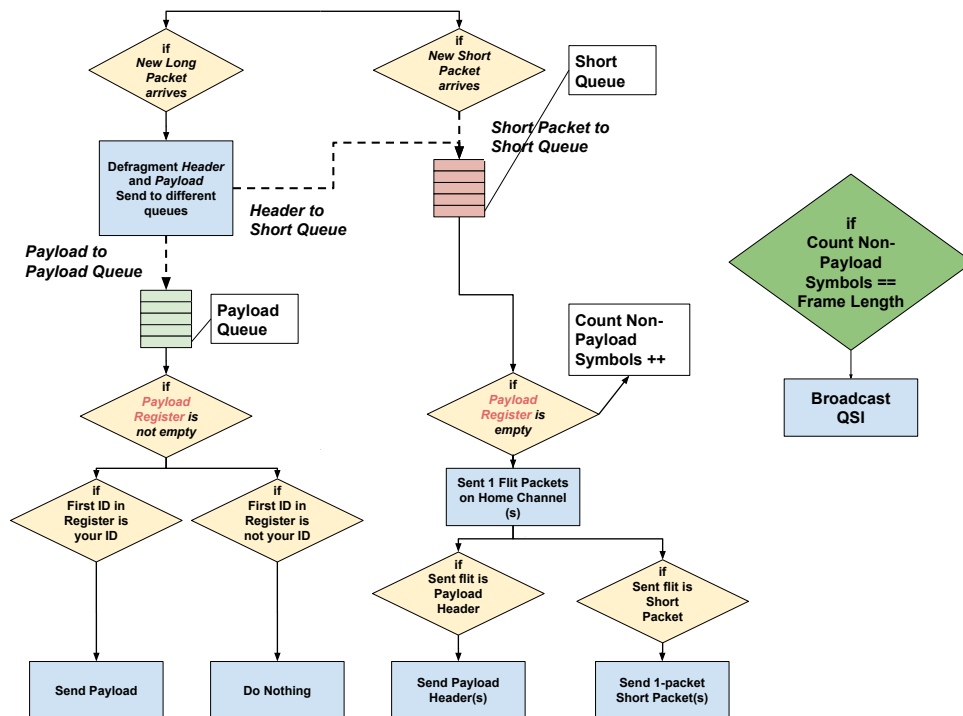 if
New Long
Packet
arrives
if
New Short
Packet
arrives
Short
Queue
Short Packet to
Short Queue
Defragment Header
and Payload
Send to different
queues
Header to
Short Queue
Payload to
Payload Queue
Payload
Queue
if
Count Non-
Payload
Symbols ==
Frame Length
Count Non-
Payload
Symbols ++
if
Payload
Register is
not empty
if
Payload
Register is
empty
Broadcast
QSI
if
First ID in
Register is
your ID
if
First ID in
Register is
not your ID
Sent 1 Flit Packets
on Home Channel
(s)
if
Sent flit is
Payload
Header
if
Sent flit is
Short
Packet
Send Payload
Do Nothing
Send Payload
Header(s)
Send 1-packet
Short Packet(s)